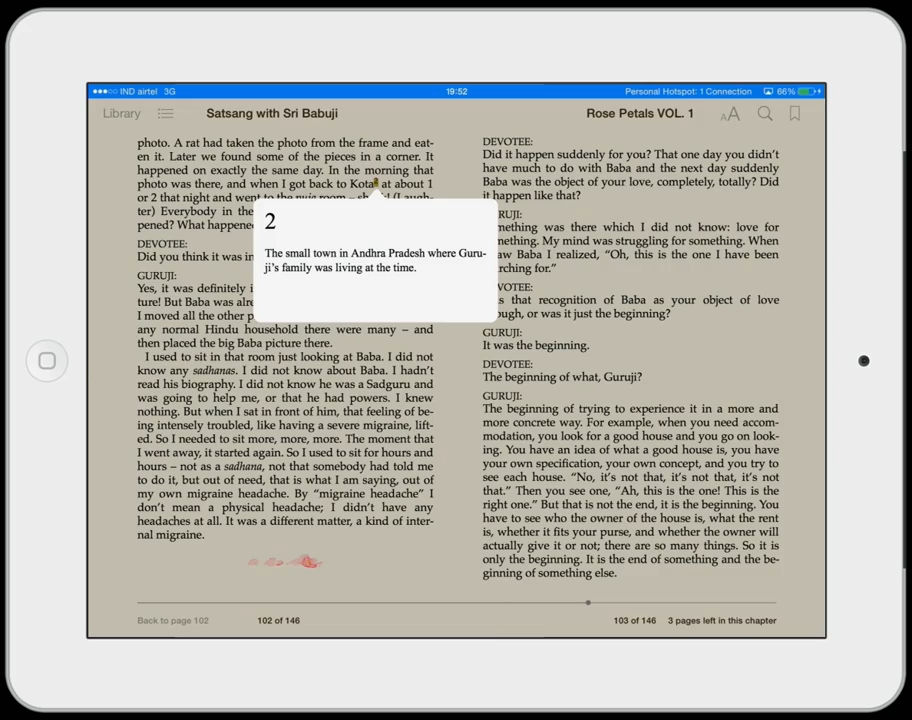 IND airtel 3G
19:52
Personal Hotspot: 1 Connection
66%
Library
Satsang with Sri Babuji
Rose Petals VOL. 1
AA
photo. A rat had taken the photo from the frame and eat-
en it. Later we found some of the pieces in a corner. It
happened on exactly the same day. In the morning that
photo was there, and when I got back to Kota at about 1
or 2 that night and went to the puja room – (Laugh-
ter) Everybody in the
pened? What happened
DEVOTEE:
Did you think it was in
GURUJI:
Yes, it was definitely i
ture! But Baba was alre
I moved all the other p
any normal Hindu household there were many – and
then placed the big Baba picture there.
I used to sit in that room just looking at Baba. I did not
know any sadhanas. I did not know about Baba. I hadn't
read his biography. I did not know he was a Sadguru and
was going to help me, or that he had powers. I knew
nothing. But when I sat in front of him, that feeling of be-
ing intensely troubled, like having a severe migraine, lift-
ed. So I needed to sit more, more, more. The moment that
I went away, it started again. So I used to sit for hours and
hours – not as a sadhana, not that somebody had told me
to do it, but out of need, that is what I am saying, out of
my own migraine headache. By “migraine headache” I
don't mean a physical headache; I didn't have any
headaches at all. It was a different matter, a kind of inter-
nal migraine.
2
The small town in Andhra Pradesh where Guru-
ji's family was living at the time.
DEVOTEE:
Did it happen suddenly for you? That one day you didn't
have much to do with Baba and the next day suddenly
Baba was the object of your love, completely, totally? Did
it happen like that?
RUJI:
mething was there which I did not know: love for
nething. My mind was struggling for something. When
aw Baba I realized, “Oh, this is the one I have been
rching for.”
VOTEE:
s that recognition of Baba as your object of love
ough, or was it just the beginning?
GURUJI:
It was the beginning.
DEVOTEE:
The beginning of what, Guruji?
GURUJI:
The beginning of trying to experience it in a more and
more concrete way. For example, when you need accom-
modation, you look for a good house and you go on look-
ing. You have an idea of what a good house is, you have
your own specification, your own concept, and you try to
see each house. “No, it's not that, it's not that, it's not
that.” Then you see one, “Ah, this is the one! This is the
right one.” But that is not the end, it is the beginning. You
have to see who the owner of the house is, what the rent
is, whether it fits your purse, and whether the owner will
actually give it or not; there are so many things. So it is
only the beginning. It is the end of something and the be-
ginning of something else.
Back to page 102
102 of 146
103 of 146
3 pages left in this chapter